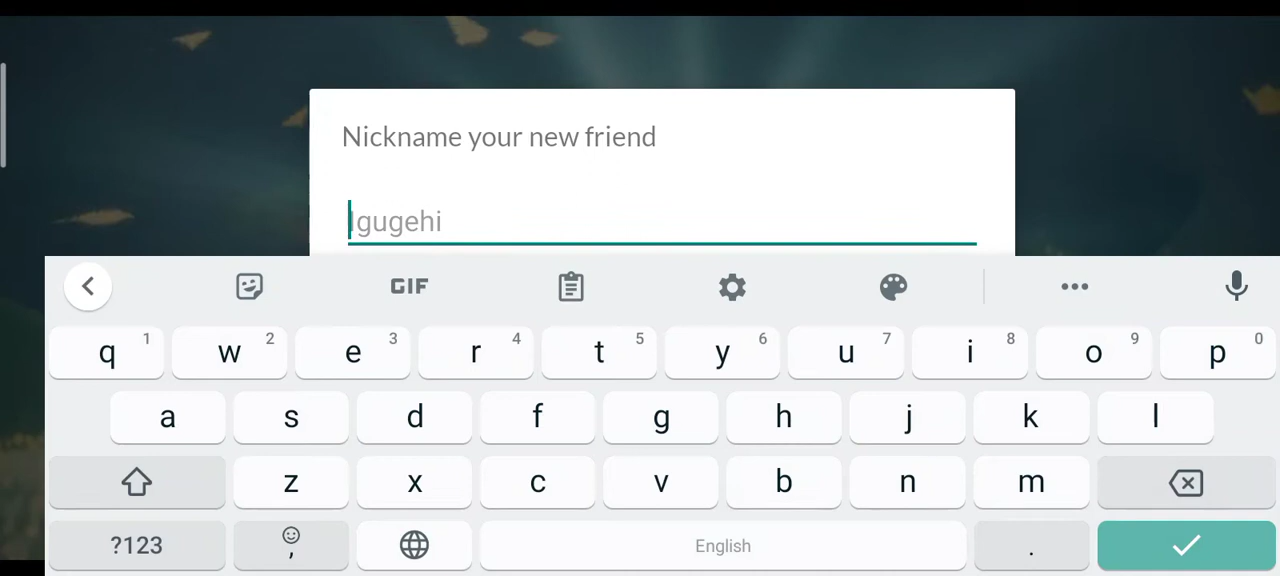 Nickname your new friend
Igugehi
GIF
q 1 w 2 e 3 r 4 t 5 y 6 u 7 i 8 o 9 p 0
a s d f g h j k l
z x c v b n m
?123 , English .